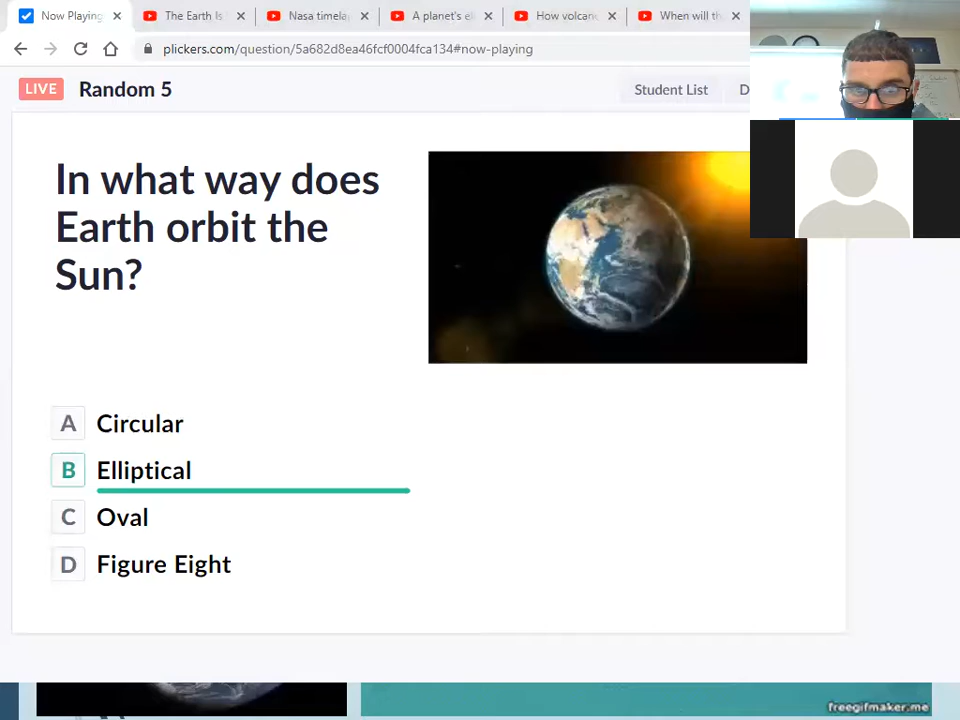 Now Playing
The Earth Is
Nasa timela
A planet's e
How volcan
When will th
plickers.com/question/5a682d8ea46fcf0004fca134#now-playing
LIVE
Random 5
Student List
D
In what way does
Earth orbit the
Sun?
A Circular
B Elliptical
C Oval
D Figure Eight
freegifmaker.me